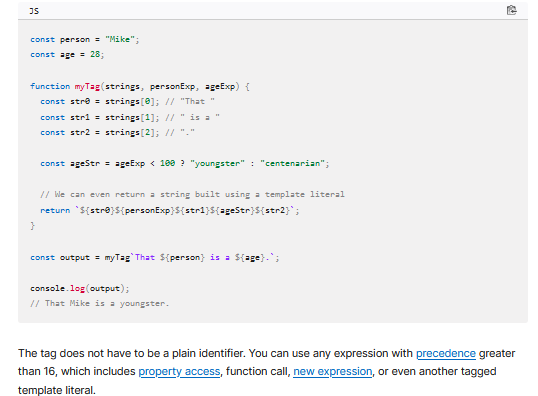 JS
const person = "Mike";
const age = 28;
function myTag(strings, personExp, ageExp) {
const str0 = strings[0]; // "That "
const str1 = strings[1]; // " is a "
const str2 = strings[2]; // "."
const ageStr = ageExp < 100 ? "youngster" : "centenarian";
// We can even return a string built using a template literal
return `${str0}${personExp}${str1}${ageStr}${str2}`;
}
const output = myTag`That ${person} is a ${age}.`;
console.log(output);
// That Mike is a youngster.
The tag does not have to be a plain identifier. You can use any expression with precedence greater
than 16, which includes property access, function call, new expression, or even another tagged
template literal.